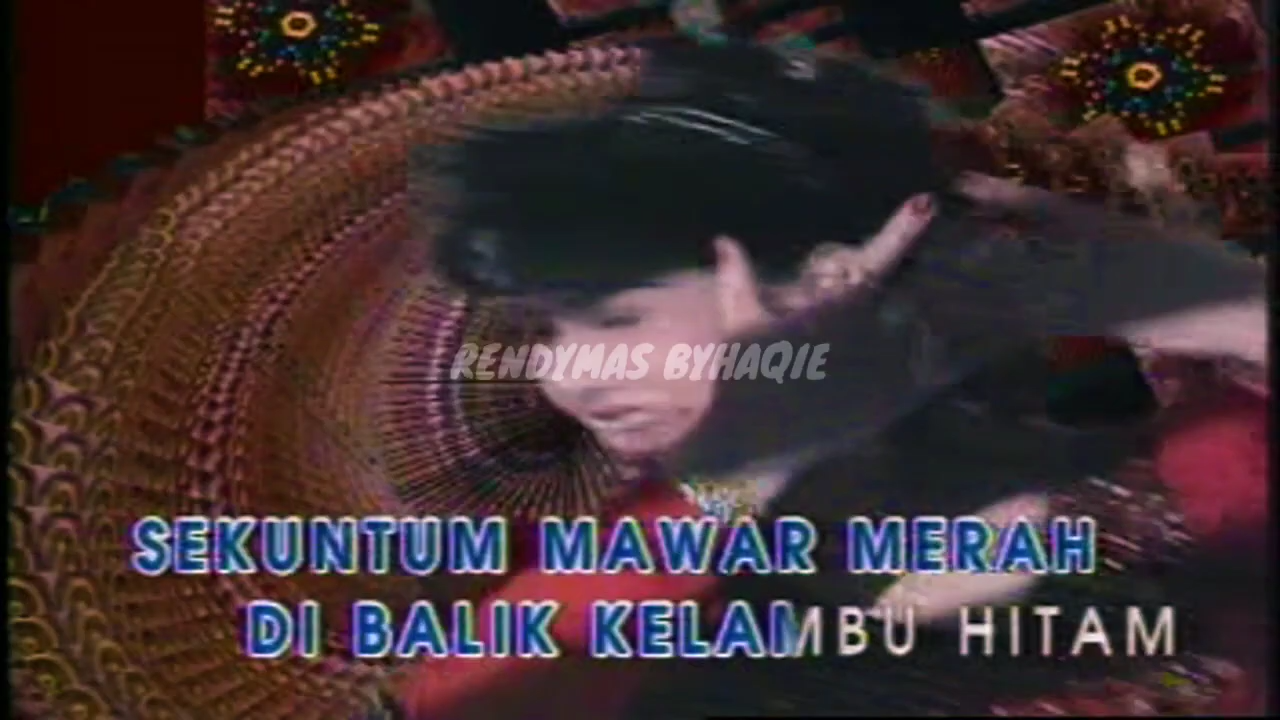 RENDYMAS BYHAQIE
SEKUNTUM MAWAR MERAH
DI BALIK KELAMBU HITAM